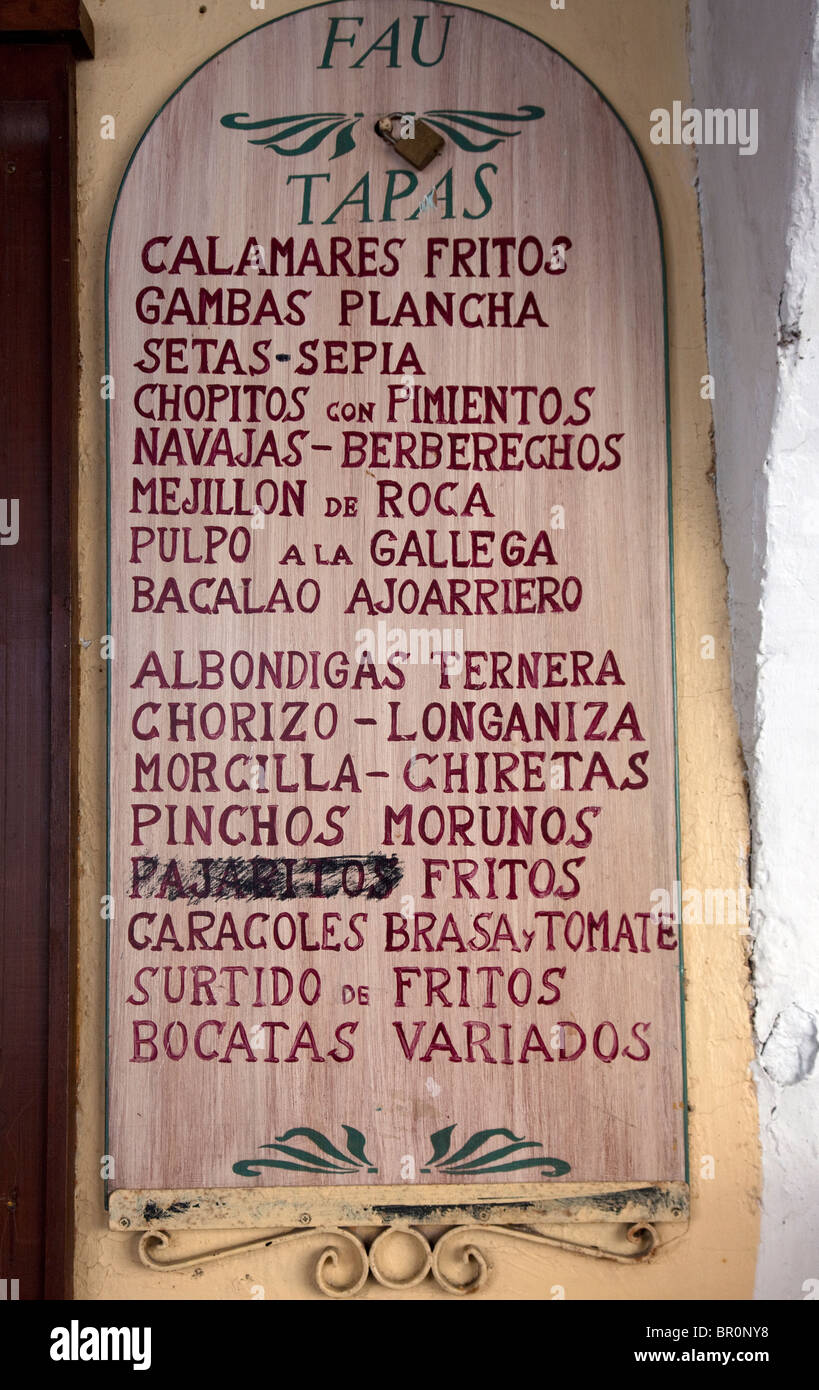 FAU
TAPAS
CALAMARES FRITOS
GAMBAS PLANCHA
SETAS-SEPIA
CHOPITOS CON PIMIENTOS
NAVAJAS-BERBERECHOS
MEJILLON DE ROCA
PULPO A LA GALLEGA
BACALAO AJOARRIERO
ALBONDIGAS TERNERA
CHORIZO-LONGANIZA
MORCILLA-CHIRETAS
PINCHOS MORUNOS
PAJARITOS FRITOS
CARACOLES BRASA Y TOMATE
SURTIDO DE FRITOS
BOCATAS VARIADOS
alamy
Image ID: BR0NY8
www.alamy.com